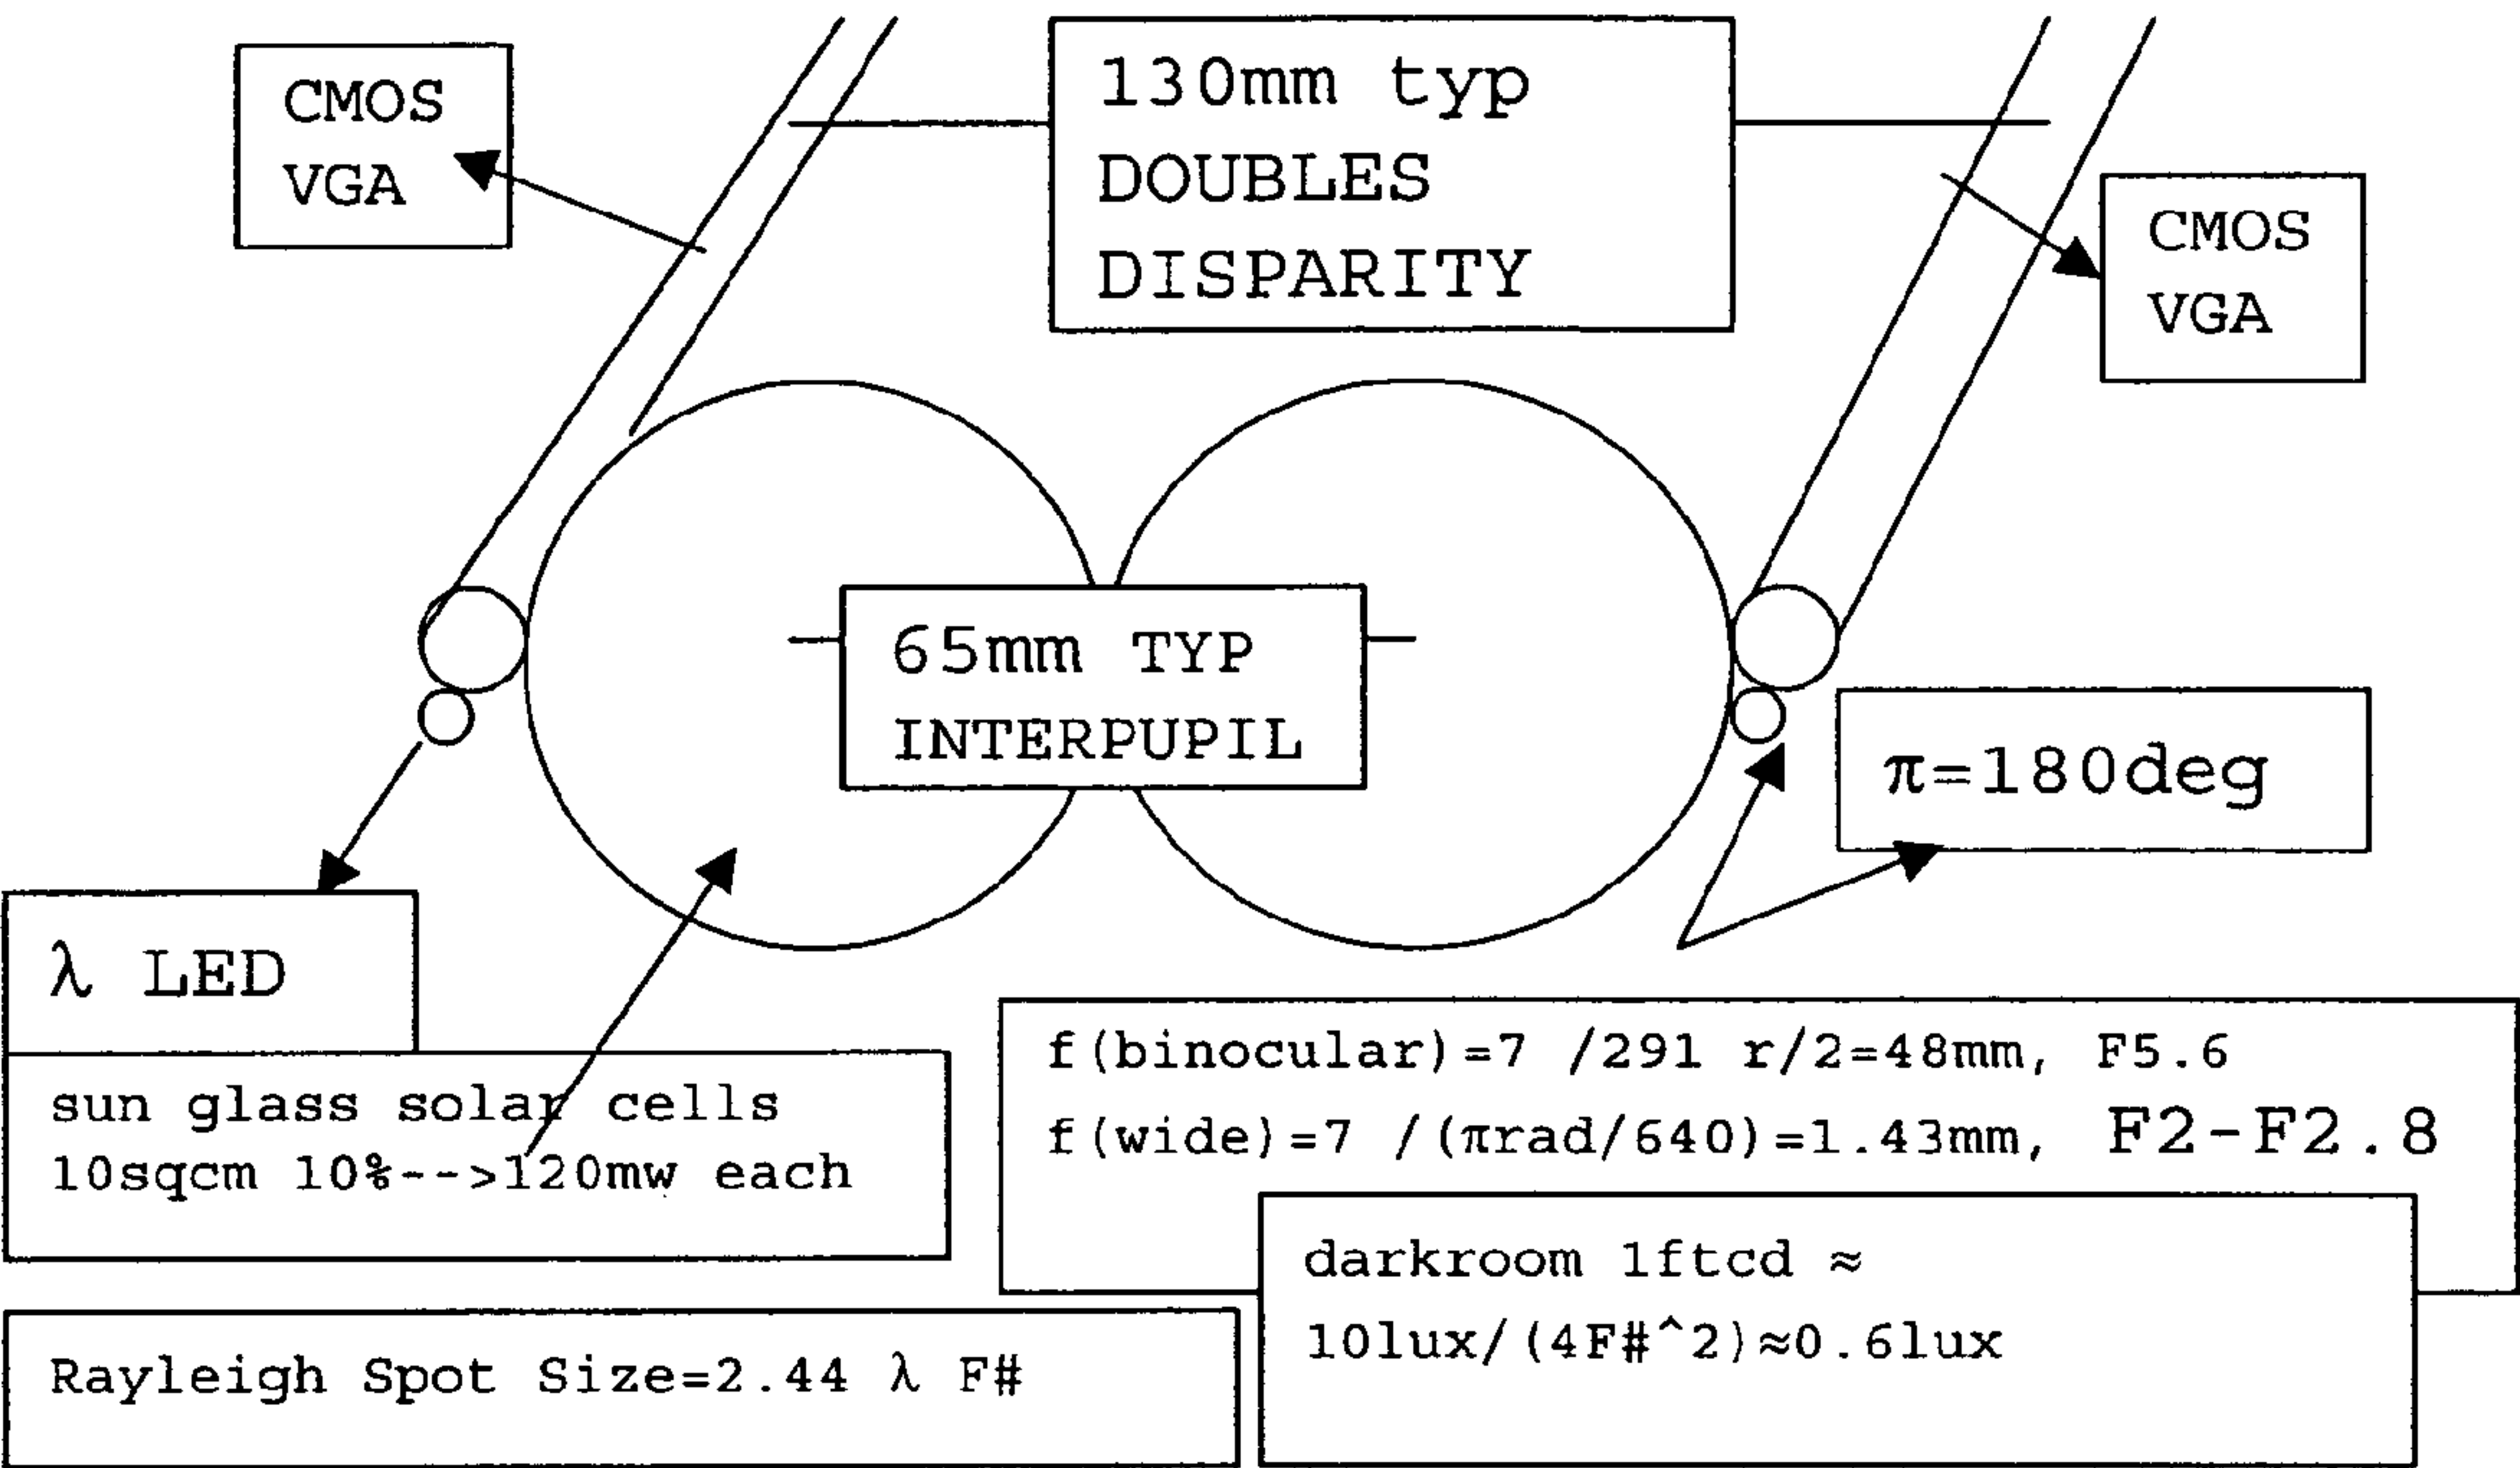 CMOS
VGA
130mm typ
DOUBLES
DISPARITY
CMOS
VGA
65mm TYP
INTERPUPIL
π=180deg
λ LED
sun glass solar cells
10sqcm 10%-->120mw each
f(binocular)=7 /291 r/2=48mm, F5.6
f(wide)=7 /(πrad/640)=1.43mm, F2-F2.8
darkroom 1ftcd ≈
10lux/(4F#^2)≈0.6lux
Rayleigh Spot Size=2.44 λ F#